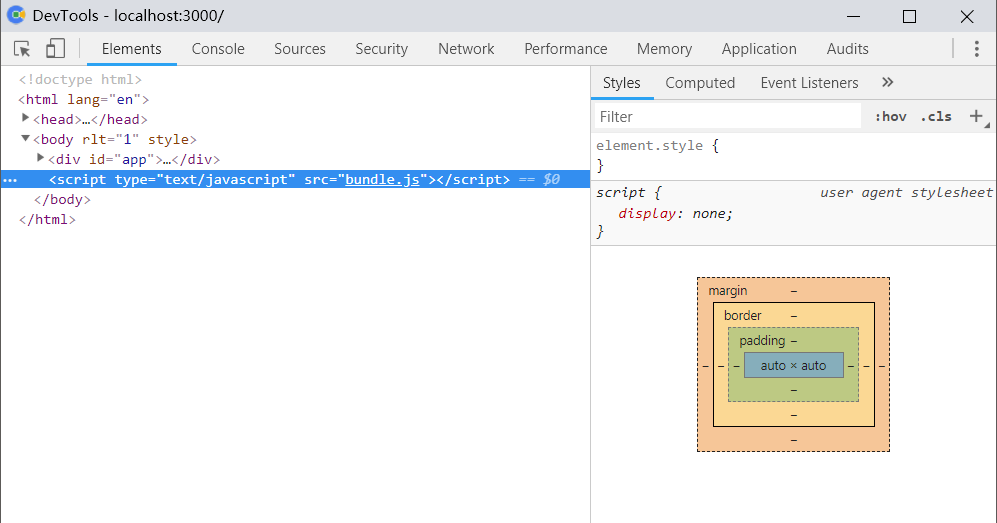 DevTools - localhost:3000/
Elements Console Sources Security Network Performance Memory Application Audits
<!doctype html>
<html lang="en">
<head>…</head>
<body rlt="1" style>
<div id="app">…</div>
<script type="text/javascript" src="bundle.js"></script> == $0
</body>
</html>
Styles Computed Event Listeners »
Filter :hov .cls +
element.style {
}
script { user agent stylesheet
display: none;
}
margin –
border –
padding –
– – – auto × auto – – –
–
–
–